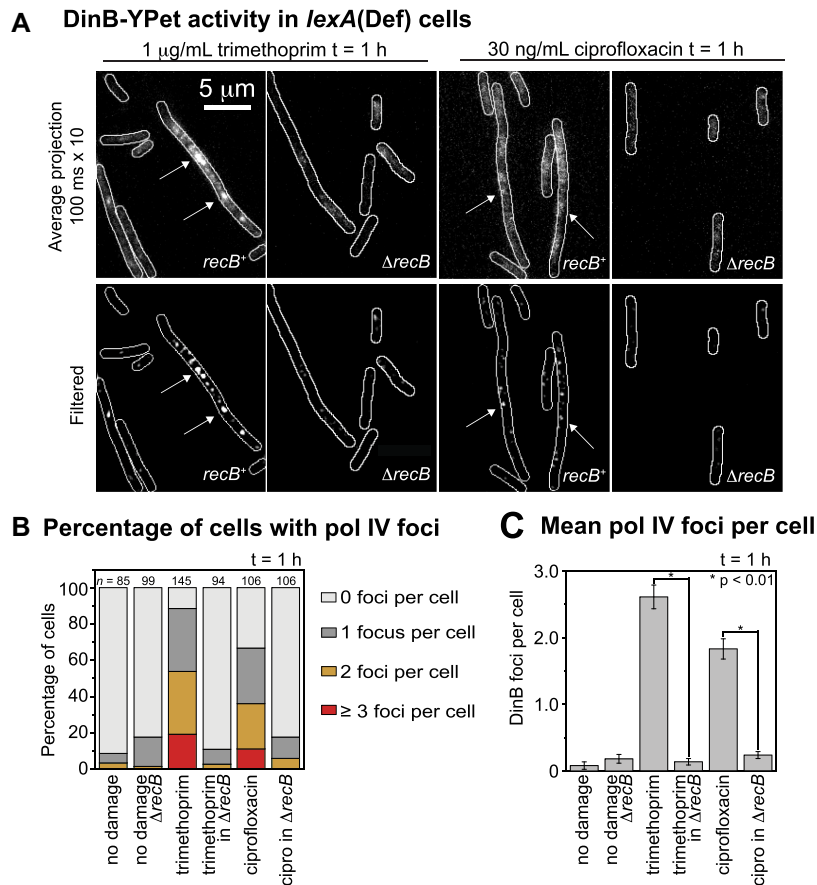 A DinB-YPet activity in lexA(Def) cells
1 μg/mL trimethoprim t = 1 h
30 ng/mL ciprofloxacin t = 1 h
Average projection
100 ms x 10
5 μm
recB+
ΔrecB
recB+
ΔrecB
Filtered
recB+
ΔrecB
recB+
ΔrecB
B Percentage of cells with pol IV foci
t = 1 h
n = 85 99 145 94 106 106
Percentage of cells
100
80
60
40
20
0
no damage
no damage
ΔrecB
trimethoprim
trimethoprim
in ΔrecB
ciprofloxacin
cipro in ΔrecB
0 foci per cell
1 focus per cell
2 foci per cell
≥ 3 foci per cell
C Mean pol IV foci per cell
t = 1 h
* p < 0.01
*
*
DinB foci per cell
3.0
2.0
1.0
0
no damage
no damage
ΔrecB
trimethoprim
trimethoprim
in ΔrecB
ciprofloxacin
cipro in ΔrecB